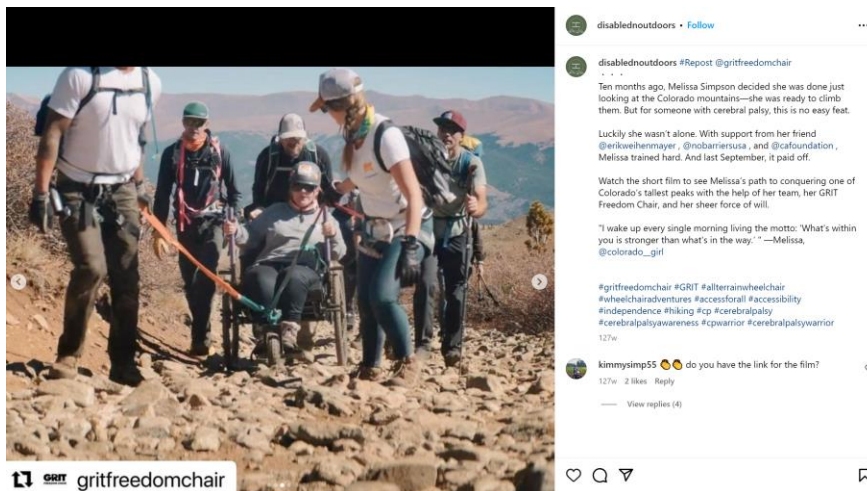 disablednoutdoors • Follow
disablednoutdoors #Repost @gritfreedomchair
· · ·
Ten months ago, Melissa Simpson decided she was done just
looking at the Colorado mountains—she was ready to climb
them. But for someone with cerebral palsy, this is no easy feat.
Luckily she wasn't alone. With support from her friend
@erikweihenmayer , @nobarriersusa , and @cafoundation ,
Melissa trained hard. And last September, it paid off.
Watch the short film to see Melissa's path to conquering one of
Colorado's tallest peaks with the help of her team, her GRIT
Freedom Chair, and her sheer force of will.
"I wake up every single morning living the motto: 'What's within
you is stronger than what's in the way.' " —Melissa,
@colorado__girl
#gritfreedomchair #GRIT #allterrainwheelchair
#wheelchairadventures #accessforall #accessibility
#independence #hiking #cp #cerebralpalsy
#cerebralpalsyawareness #cpwarrior #cerebralpalsywarrior
127w
kimmysimp55 👏👏 do you have the link for the film?
127w 2 likes Reply
View replies (4)
GRIT gritfreedomchair